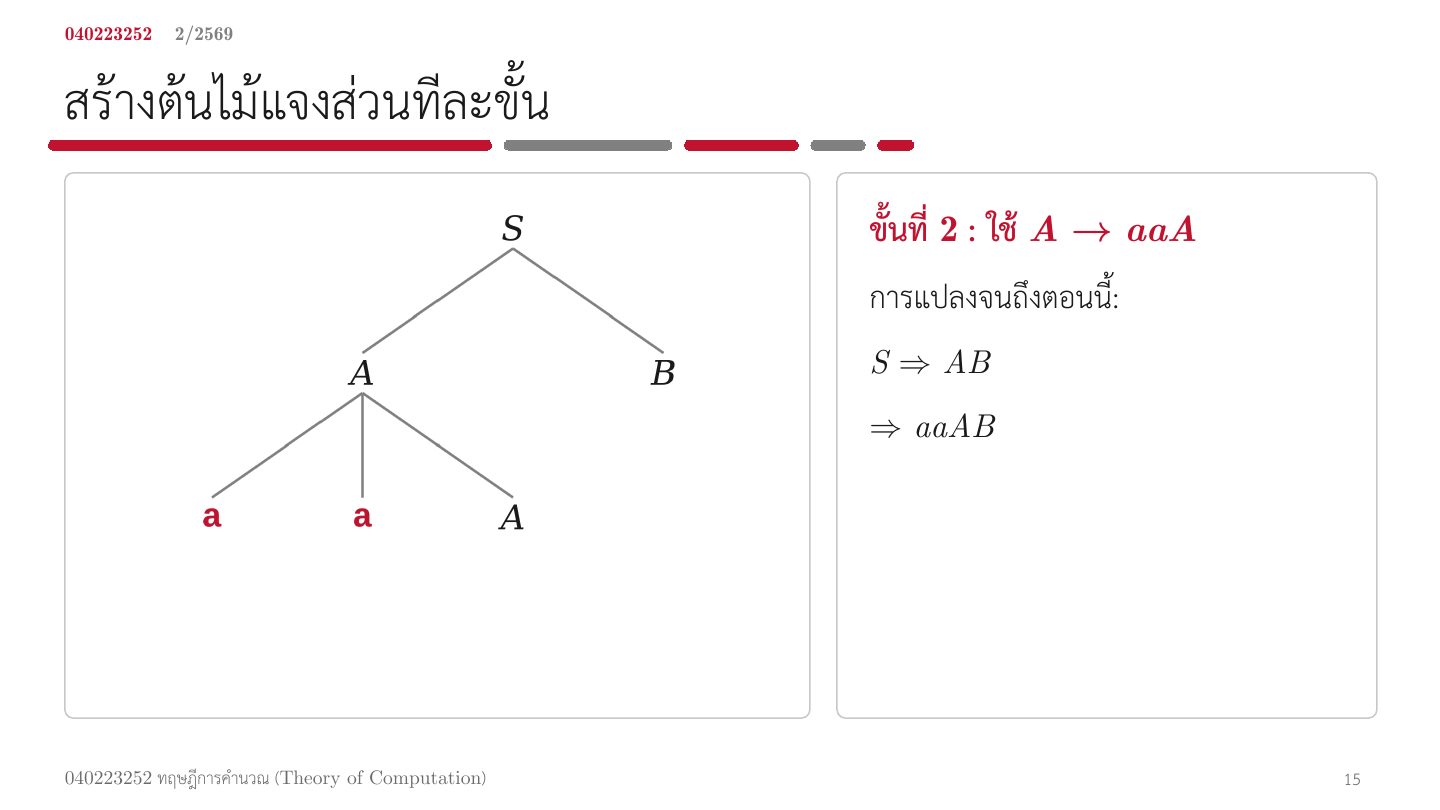 040223252 2/2569
สร้างต้นไม้แจงส่วนทีละขั้น
S
A B
a a A
ขั้นที่ 2 : ใช้ A → aaA
การแปลงจนถึงตอนนี้:
S ⇒ AB
⇒ aaAB
040223252 ทฤษฎีการคำนวณ (Theory of Computation) 15